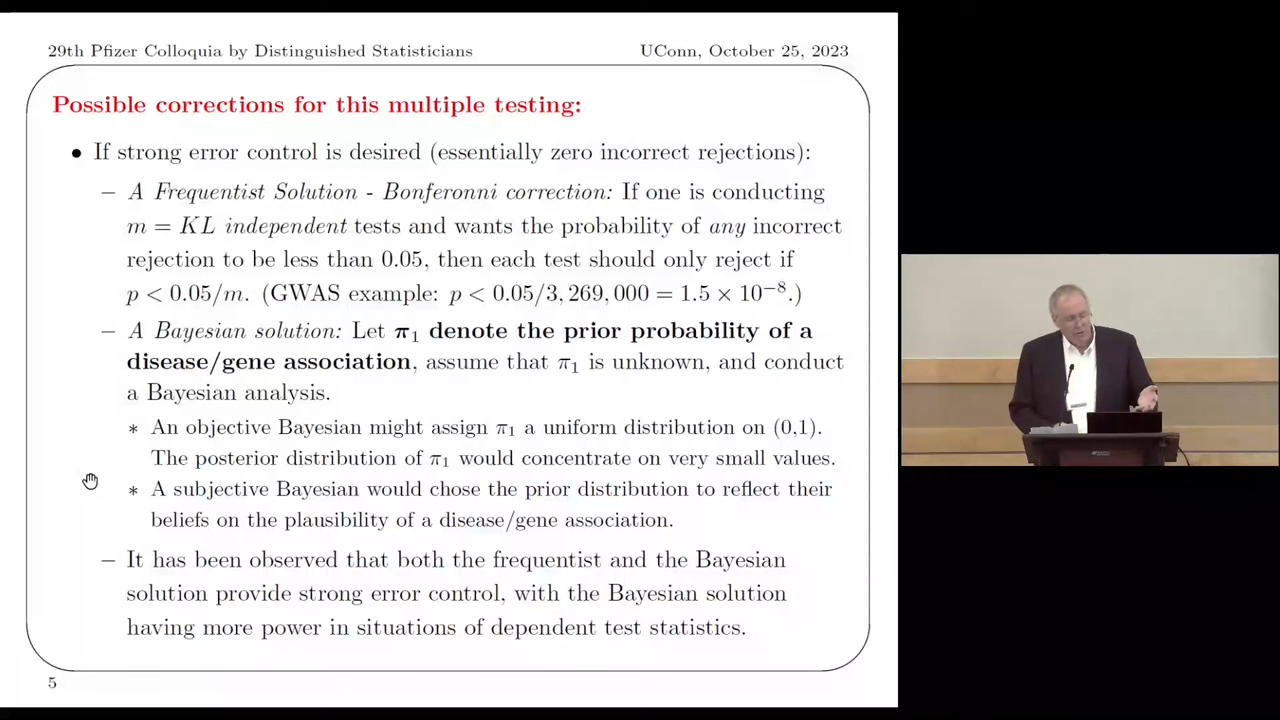 29th Pfizer Colloquia by Distinguished Statisticians UConn, October 25, 2023
Possible corrections for this multiple testing:
• If strong error control is desired (essentially zero incorrect rejections):
– A Frequentist Solution - Bonferonni correction: If one is conducting
m = KL independent tests and wants the probability of any incorrect
rejection to be less than 0.05, then each test should only reject if
p < 0.05/m. (GWAS example: p < 0.05/3,269,000 = 1.5 × 10⁻⁸.)
– A Bayesian solution: Let π₁ denote the prior probability of a
disease/gene association, assume that π₁ is unknown, and conduct
a Bayesian analysis.
∗ An objective Bayesian might assign π₁ a uniform distribution on (0,1).
The posterior distribution of π₁ would concentrate on very small values.
∗ A subjective Bayesian would chose the prior distribution to reflect their
beliefs on the plausibility of a disease/gene association.
– It has been observed that both the frequentist and the Bayesian
solution provide strong error control, with the Bayesian solution
having more power in situations of dependent test statistics.
5